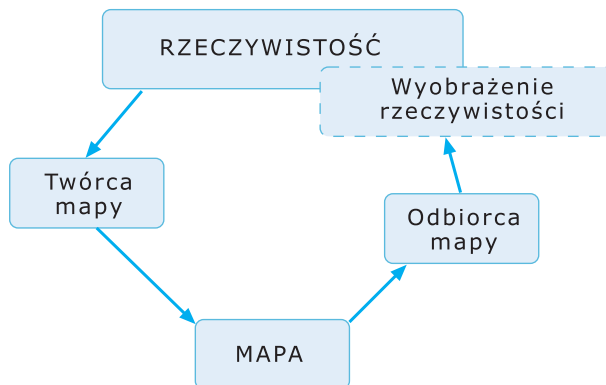 RZECZYWISTOŚĆ
Wyobrażenie
rzeczywistości
Twórca
mapy
Odbiorca
mapy
MAPA